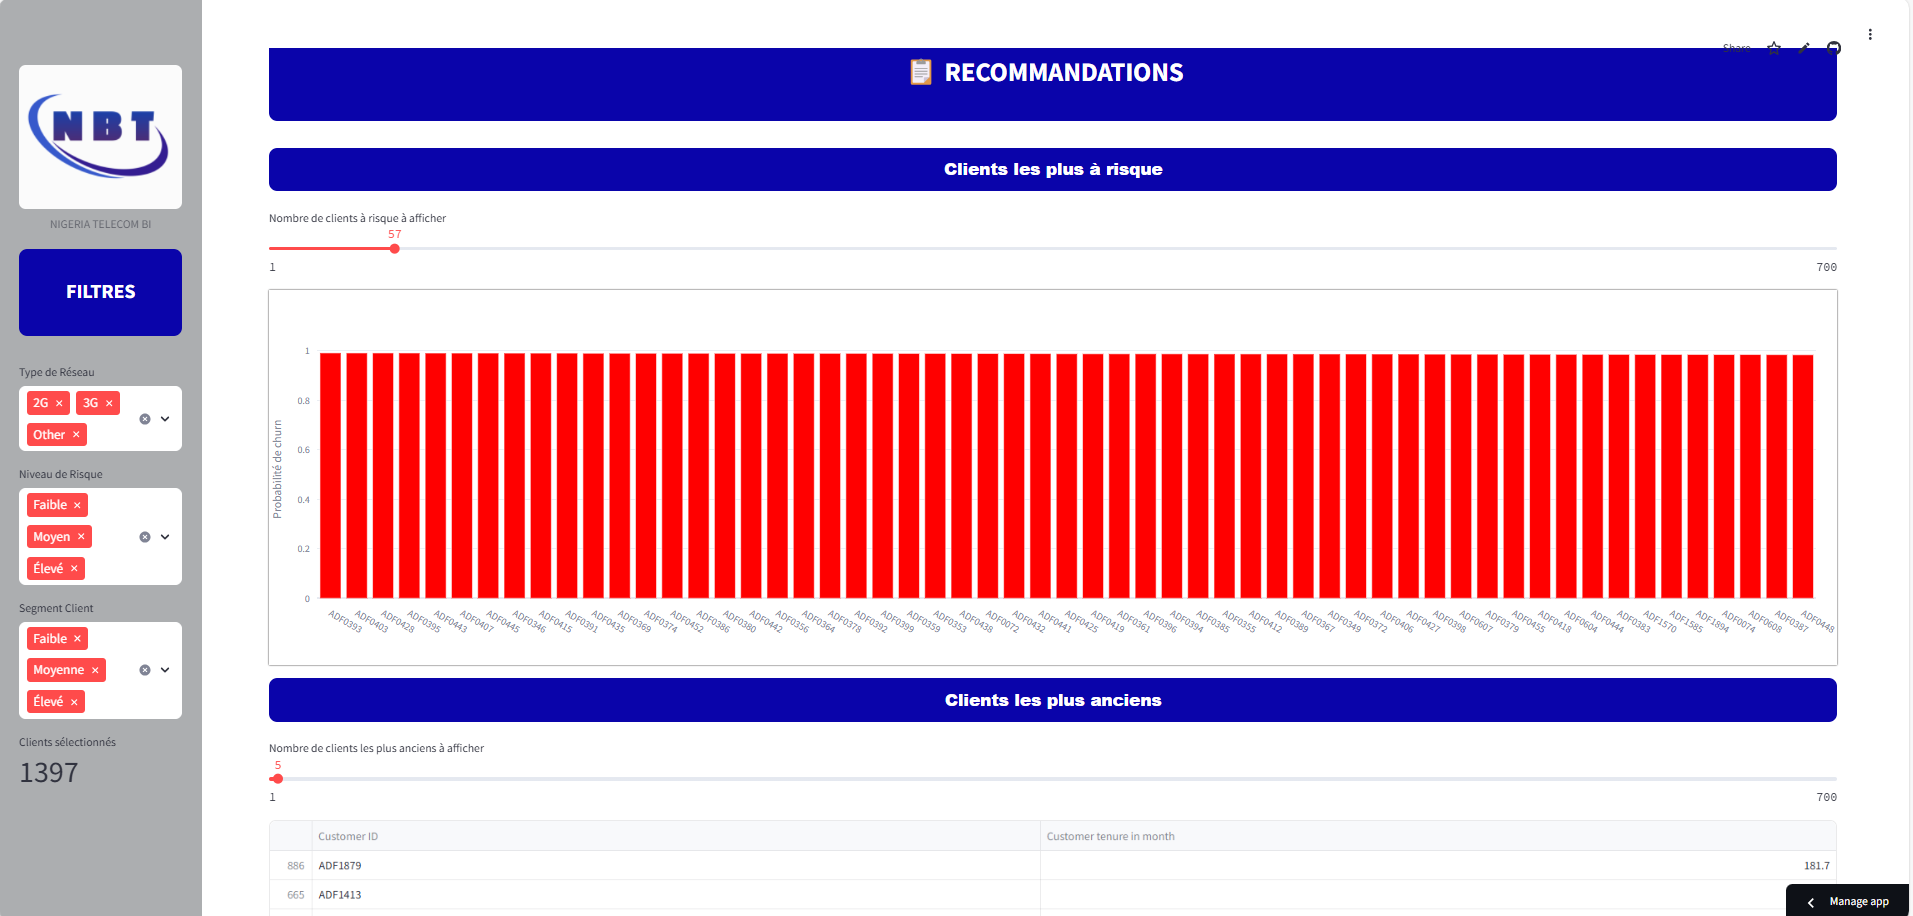 Share
📋 RECOMMANDATIONS
NBT
NIGERIA TELECOM BI
FILTRES
Type de Réseau
2G × 3G ×
Other ×
Niveau de Risque
Faible ×
Moyen ×
Élevé ×
Segment Client
Faible ×
Moyenne ×
Élevé ×
Clients sélectionnés
1397
Clients les plus à risque
Nombre de clients à risque à afficher
57
1 700
Probabilité de churn
1
0.8
0.6
0.4
0.2
0
ADF0393 ADF0403 ADF0428 ADF0395 ADF0443 ADF0407 ADF0445 ADF0346 ADF0415 ADF0391 ADF0435 ADF0369 ADF0374 ADF0452 ADF0386 ADF0380 ADF0442 ADF0356 ADF0364 ADF0378 ADF0392 ADF0399 ADF0359 ADF0353 ADF0438 ADF0072 ADF0432 ADF0441 ADF0425 ADF0419 ADF0361 ADF0396 ADF0394 ADF0385 ADF0355 ADF0412 ADF0389 ADF0367 ADF0349 ADF0372 ADF0406 ADF0427 ADF0398 ADF0607 ADF0379 ADF0455 ADF0418 ADF0604 ADF0444 ADF0383 ADF1570 ADF1585 ADF1894 ADF0074 ADF0608 ADF0387 ADF0448
Clients les plus anciens
Nombre de clients les plus anciens à afficher
5
1 700
Customer ID Customer tenure in month
886 ADF1879 181.7
665 ADF1413
Manage app